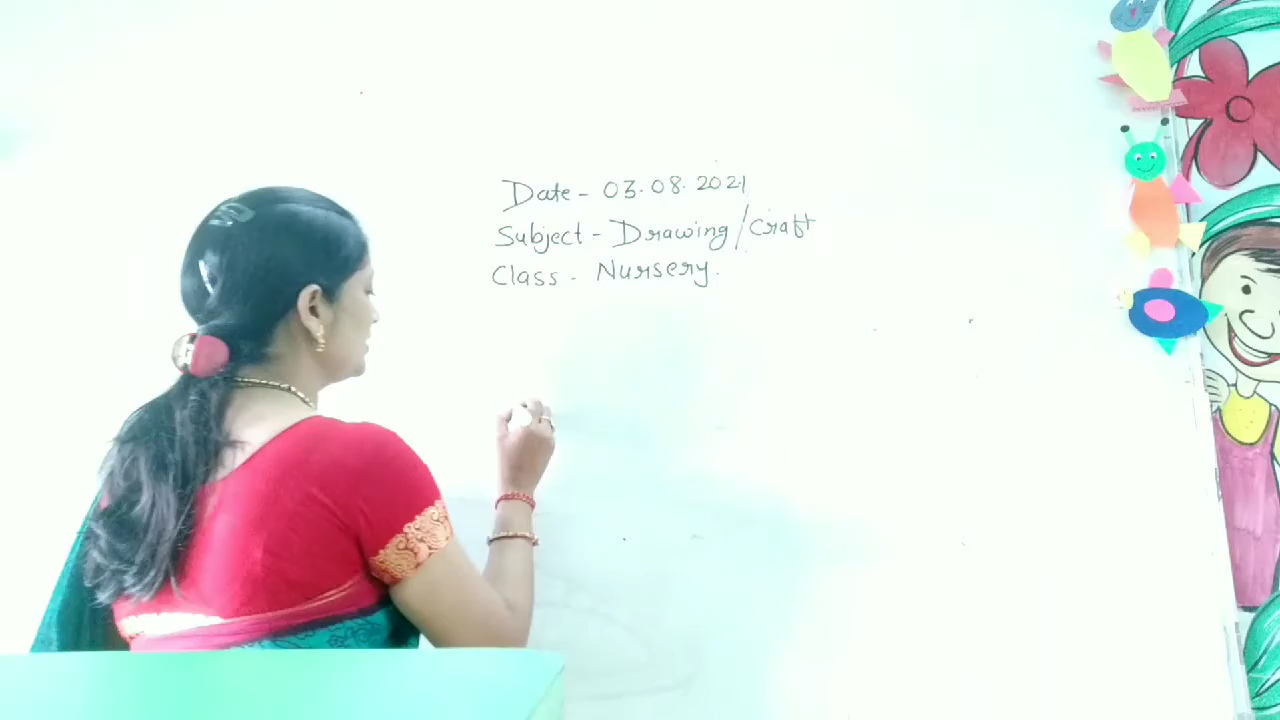 Date - 03.08.2021
Subject - Drawing/Craft
Class - Nursery.